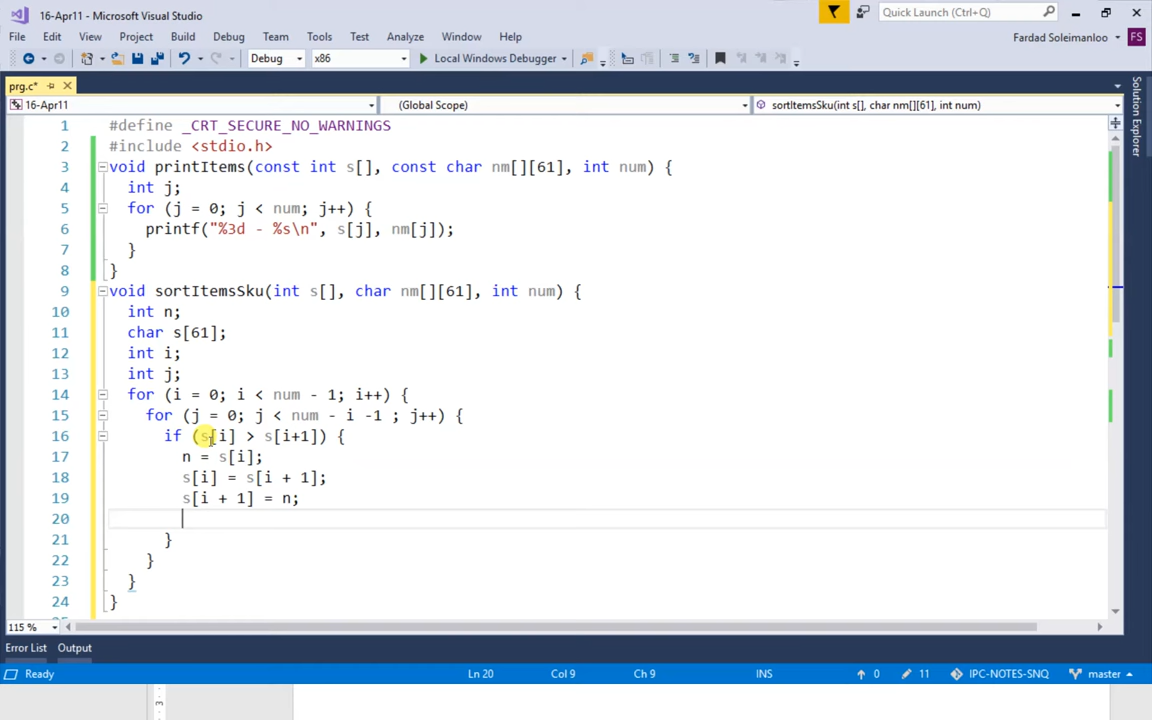 16-Apr11 - Microsoft Visual Studio
Quick Launch (Ctrl+Q)
File Edit View Project Build Debug Team Tools Test Analyze Window Help
Fardad Soleimanloo FS
Debug x86 Local Windows Debugger
prg.c*
16-Apr11 (Global Scope) sortItemsSku(int s[], char nm[][61], int num)
1 #define _CRT_SECURE_NO_WARNINGS
2 #include <stdio.h>
3 void printItems(const int s[], const char nm[][61], int num) {
4 int j;
5 for (j = 0; j < num; j++) {
6 printf("%3d - %s\n", s[j], nm[j]);
7 }
8 }
9 void sortItemsSku(int s[], char nm[][61], int num) {
10 int n;
11 char s[61];
12 int i;
13 int j;
14 for (i = 0; i < num - 1; i++) {
15 for (j = 0; j < num - i -1 ; j++) {
16 if (s[i] > s[i+1]) {
17 n = s[i];
18 s[i] = s[i + 1];
19 s[i + 1] = n;
20
21 }
22 }
23 }
24 }
115 %
Solution Explorer
Error List Output
Ready Ln 20 Col 9 Ch 9 INS 0 11 IPC-NOTES-SNQ master
3